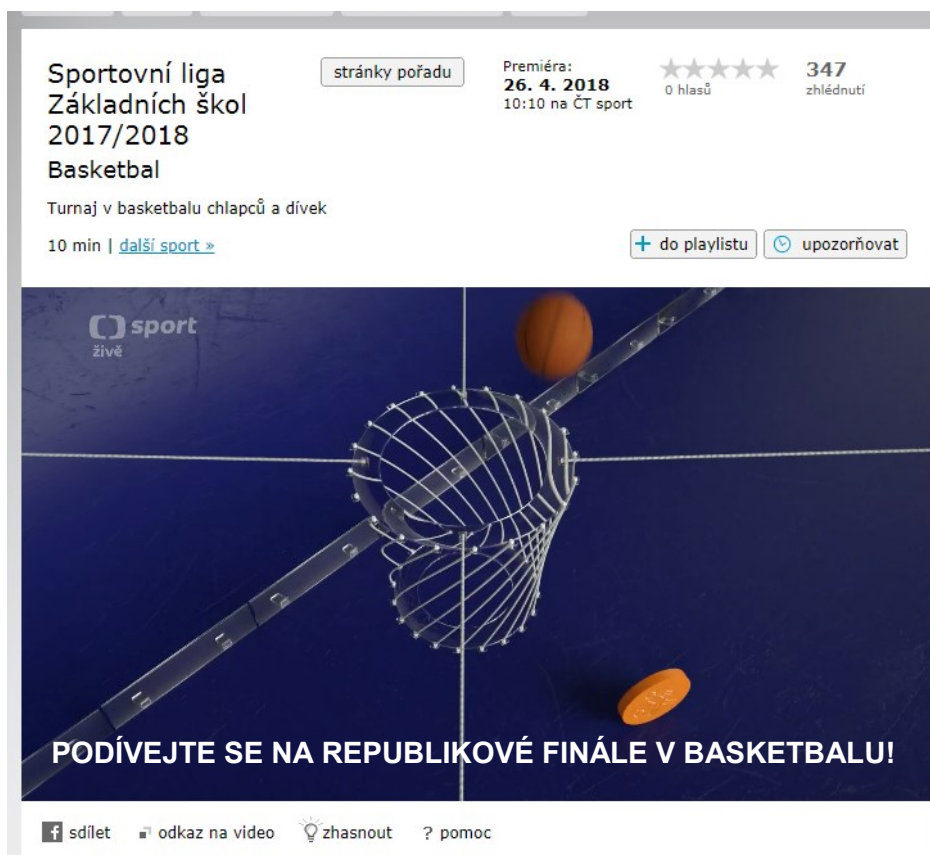 Sportovní liga
Základních škol
2017/2018
Basketbal
stránky pořadu
Premiéra:
26. 4. 2018
10:10 na ČT sport
0 hlasů
347
zhlédnutí
Turnaj v basketbalu chlapců a dívek
10 min | další sport »
+ do playlistu
upozorňovat
sport
živě
PODÍVEJTE SE NA REPUBLIKOVÉ FINÁLE V BASKETBALU!
f sdílet
odkaz na video
zhasnout
? pomoc